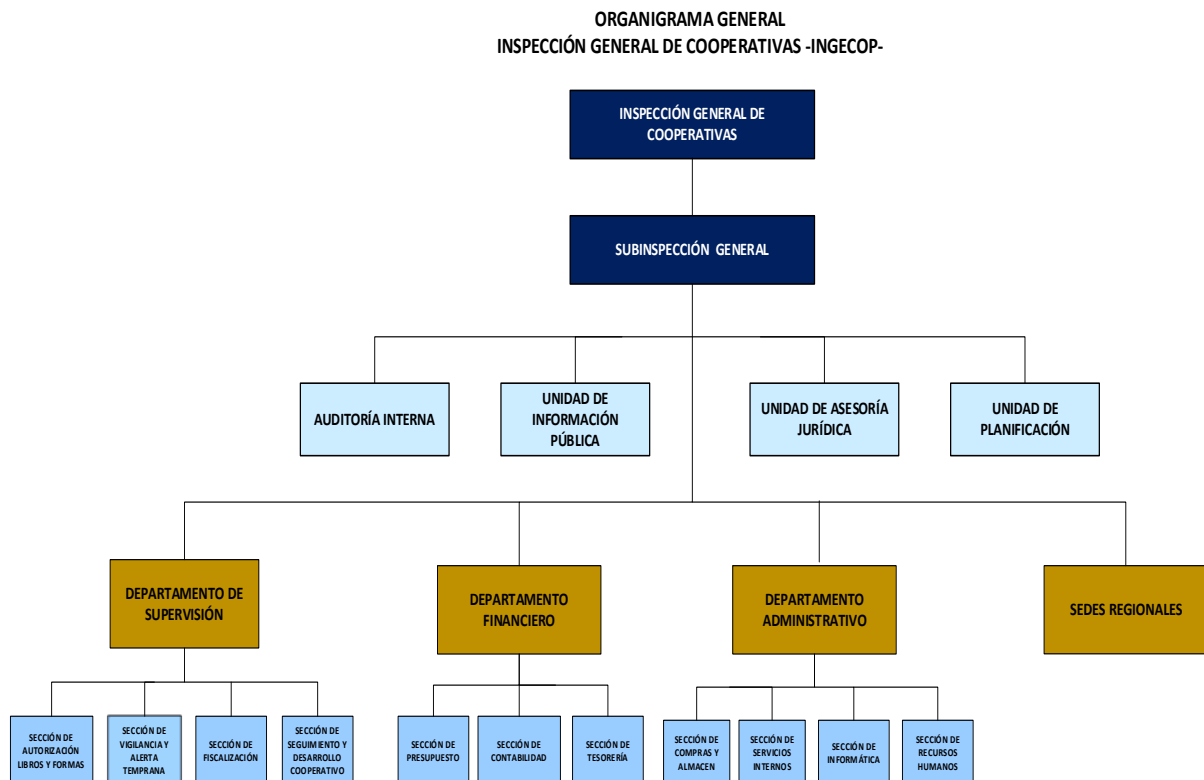 ORGANIGRAMA GENERAL
INSPECCIÓN GENERAL DE COOPERATIVAS -INGECOP-
INSPECCIÓN GENERAL DE
COOPERATIVAS
SUBINSPECCIÓN GENERAL
AUDITORÍA INTERNA
UNIDAD DE
INFORMACIÓN
PÚBLICA
UNIDAD DE ASESORÍA
JURÍDICA
UNIDAD DE
PLANIFICACIÓN
DEPARTAMENTO DE
SUPERVISIÓN
DEPARTAMENTO
FINANCIERO
DEPARTAMENTO
ADMINISTRATIVO
SEDES REGIONALES
SECCIÓN DE
AUTORIZACIÓN
LIBROS Y FORMAS
SECCIÓN DE
VIGILANCIA Y
ALERTA
TEMPRANA
SECCIÓN DE
FISCALIZACIÓN
SECCIÓN DE
SEGUIMIENTO Y
DESARROLLO
COOPERATIVO
SECCIÓN DE
PRESUPUESTO
SECCIÓN DE
CONTABILIDAD
SECCIÓN DE
TESORERÍA
SECCIÓN DE
COMPRAS Y
ALMACEN
SECCIÓN DE
SERVICIOS
INTERNOS
SECCIÓN DE
INFORMÁTICA
SECCIÓN DE
RECURSOS
HUMANOS